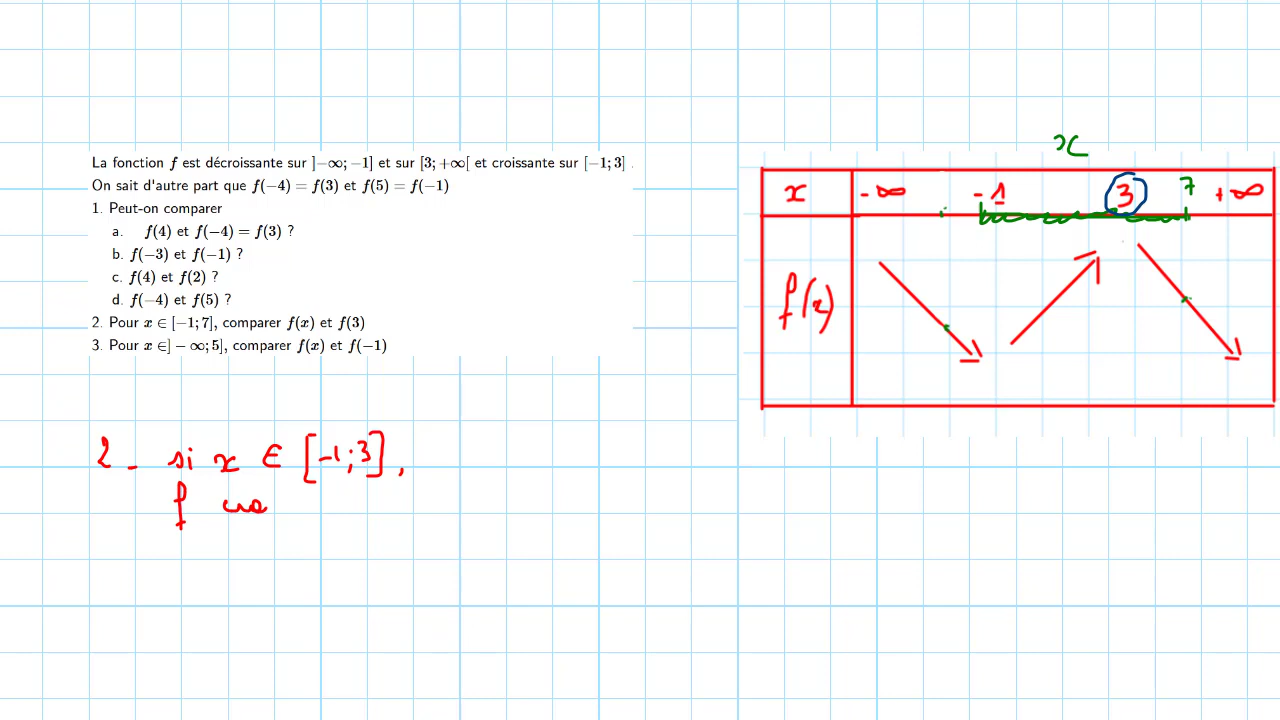 La fonction f est décroissante sur ]−∞; −1] et sur [3; +∞[ et croissante sur [−1; 3] .
On sait d'autre part que f(−4) = f(3) et f(5) = f(−1)
1. Peut-on comparer
a. f(4) et f(−4) = f(3) ?
b. f(−3) et f(−1) ?
c. f(4) et f(2) ?
d. f(−4) et f(5) ?
2. Pour x ∈ [−1; 7], comparer f(x) et f(3)
3. Pour x ∈] − ∞; 5], comparer f(x) et f(−1)
x
x -∞ -1 3 7 +∞
f(x)
2 - si x ∈ [-1; 3],
f cro